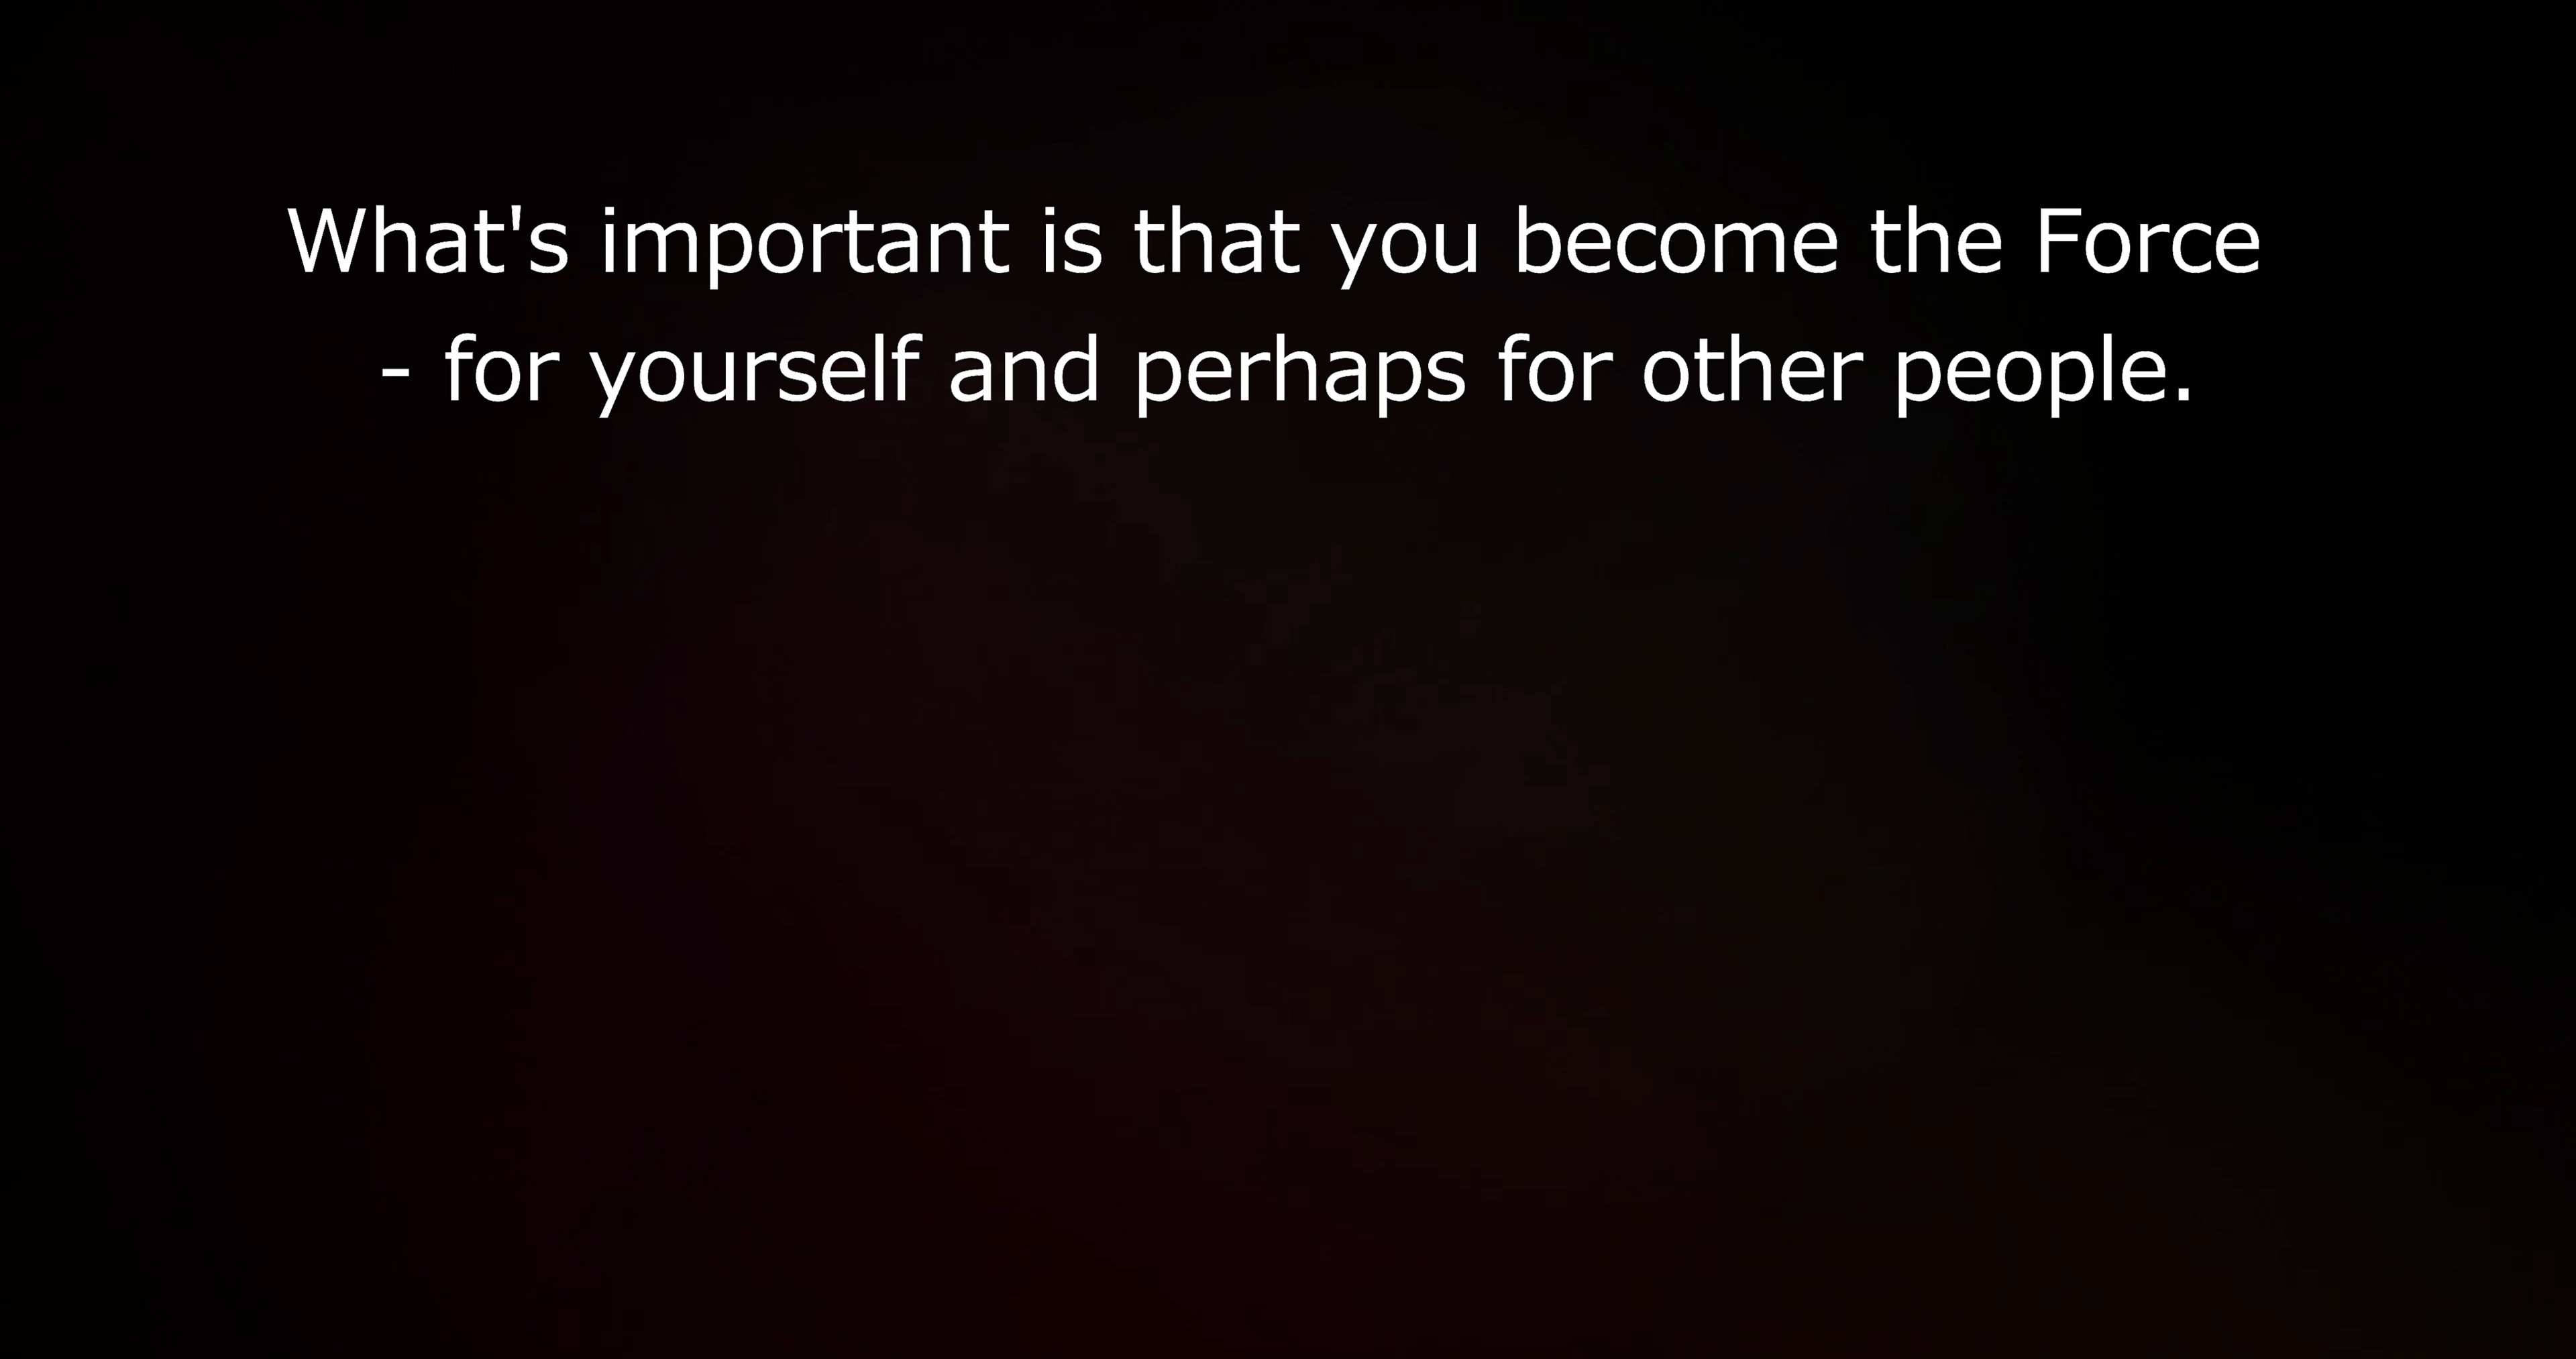 What's important is that you become the Force
- for yourself and perhaps for other people.